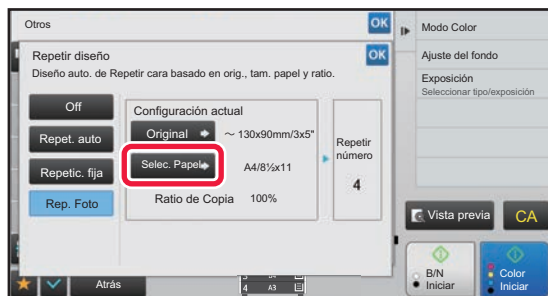 Otros
OK
Repetir diseño
OK
Diseño auto. de Repetir cara basado en orig., tam. papel y ratio.
Off
Repet. auto
Repetic. fija
Rep. Foto
Configuración actual
Original
~ 130x90mm/3x5"
Selec. Papel
A4/8½x11
Ratio de Copia 100%
Repetir
número
4
Atrás
4 A3
Modo Color
Ajuste del fondo
Exposición
Seleccionar tipo/exposición
Vista previa
CA
B/N
Iniciar
Color
Iniciar